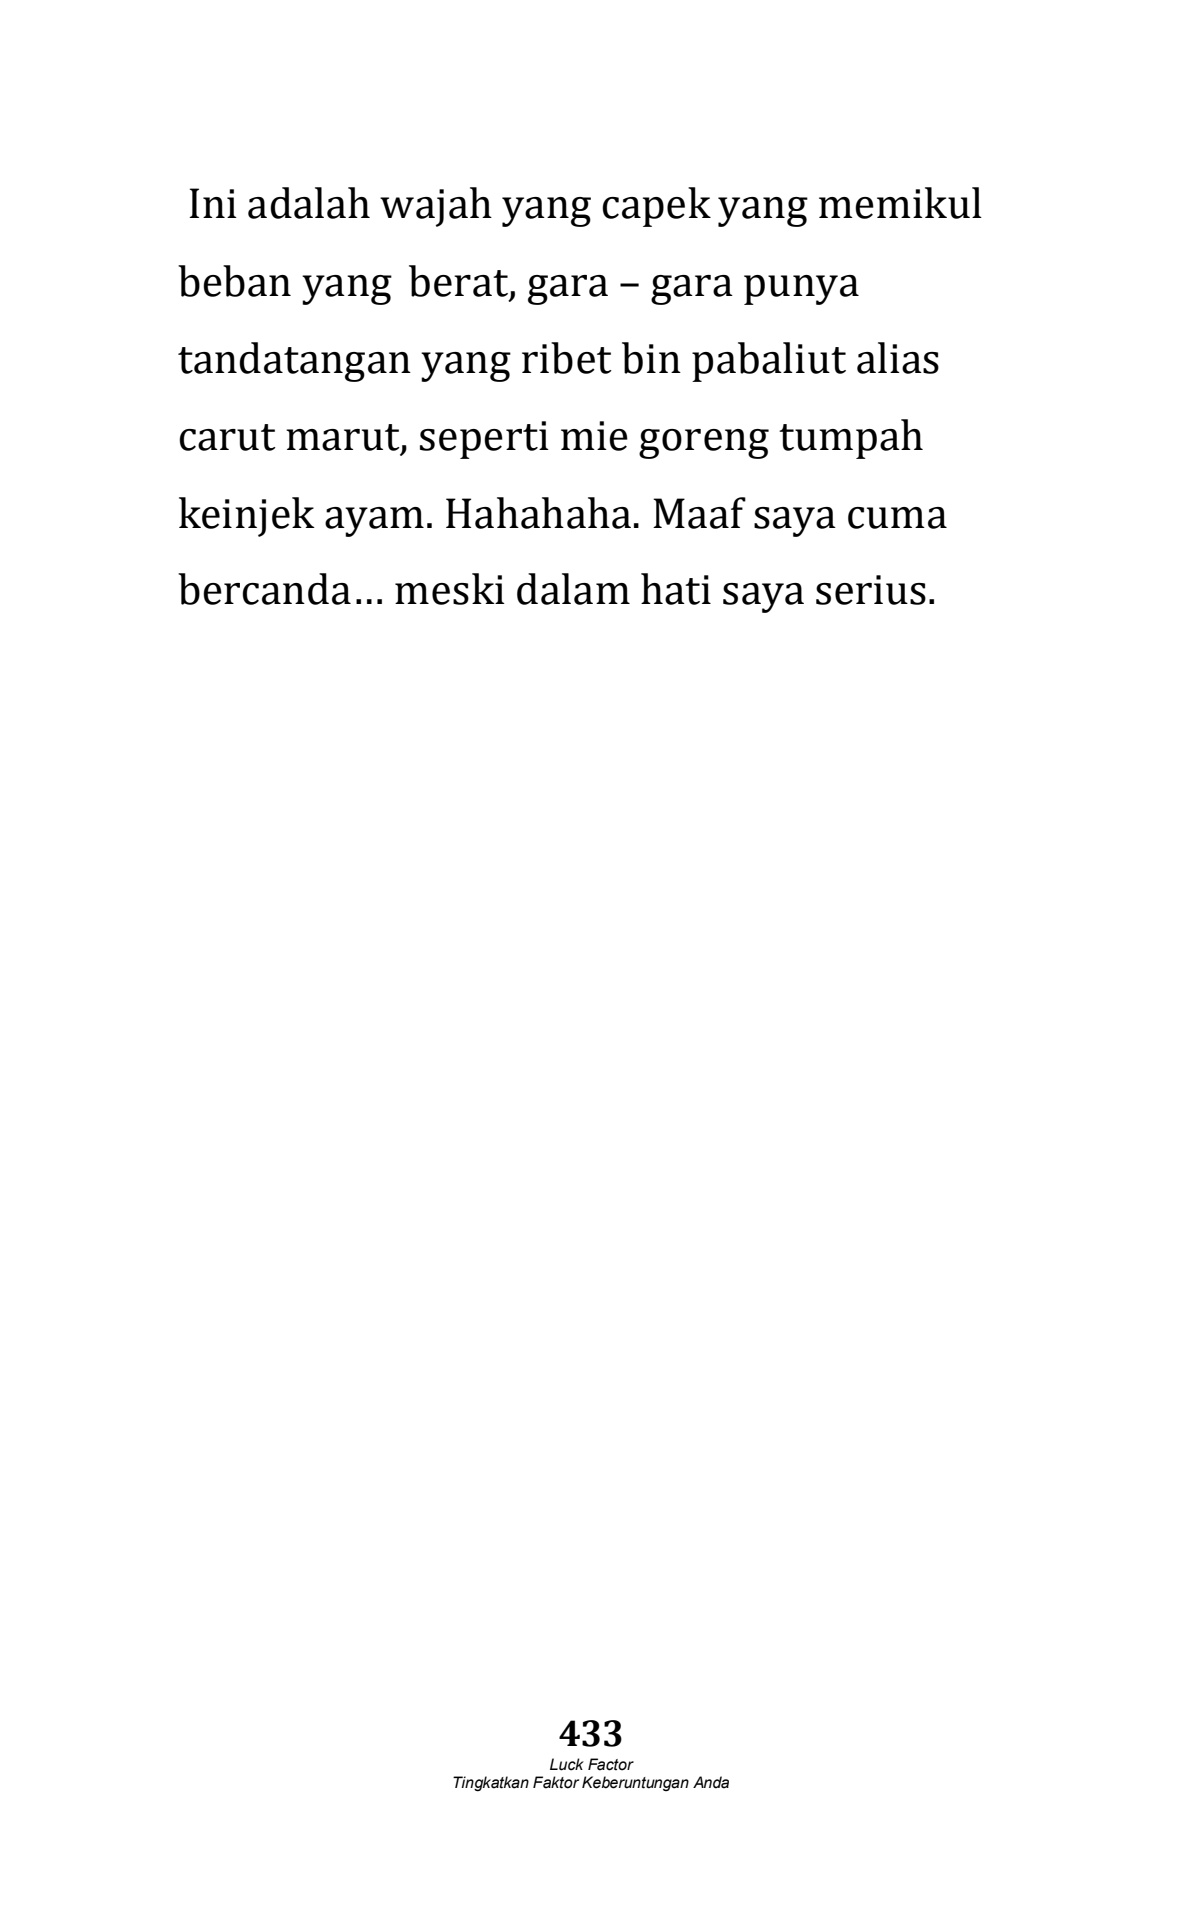 Ini adalah wajah yang capek yang memikul
beban yang berat, gara – gara punya
tandatangan yang ribet bin pabaliut alias
carut marut, seperti mie goreng tumpah
keinjek ayam. Hahahaha. Maaf saya cuma
bercanda… meski dalam hati saya serius.
433
Luck Factor
Tingkatkan Faktor Keberuntungan Anda